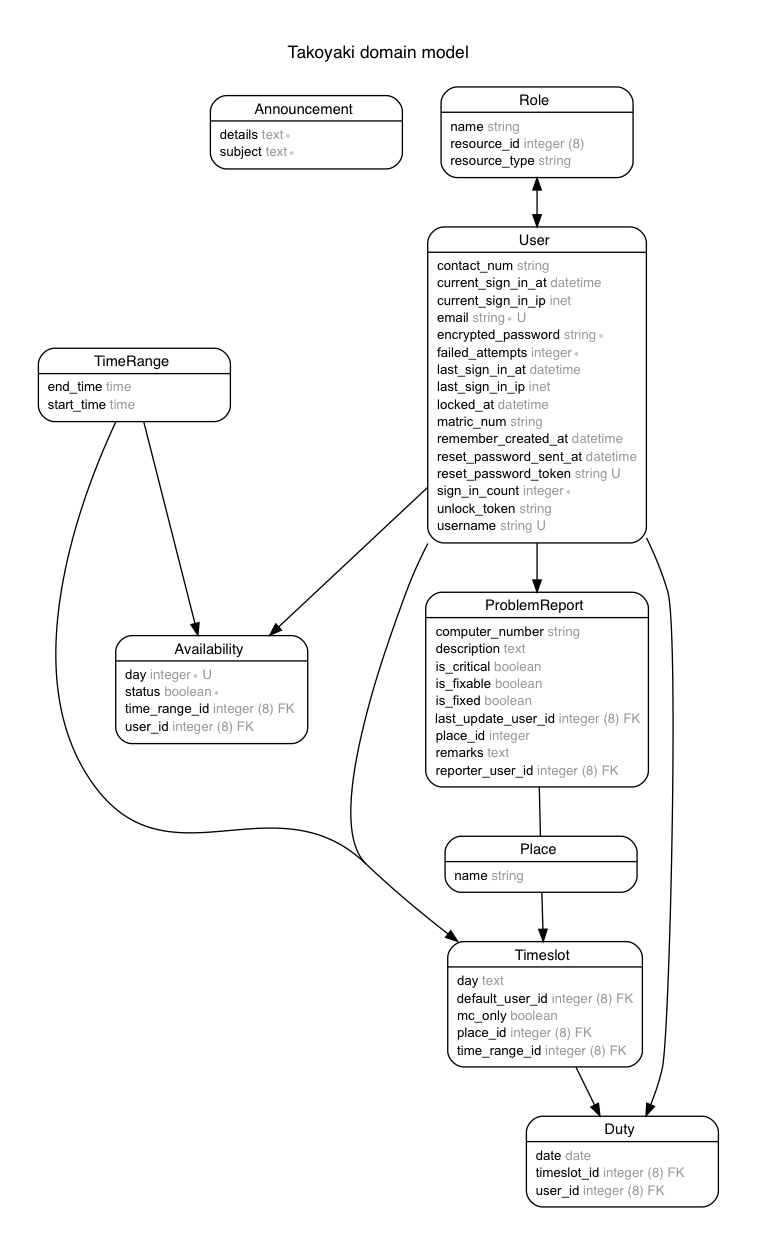 Takoyaki domain model
Announcement
details text ∗
subject text ∗
Role
name string
resource_id integer (8)
resource_type string
User
contact_num string
current_sign_in_at datetime
current_sign_in_ip inet
email string ∗ U
encrypted_password string ∗
failed_attempts integer ∗
last_sign_in_at datetime
last_sign_in_ip inet
locked_at datetime
matric_num string
remember_created_at datetime
reset_password_sent_at datetime
reset_password_token string U
sign_in_count integer ∗
unlock_token string
username string U
TimeRange
end_time time
start_time time
Availability
day integer ∗ U
status boolean ∗
time_range_id integer (8) FK
user_id integer (8) FK
ProblemReport
computer_number string
description text
is_critical boolean
is_fixable boolean
is_fixed boolean
last_update_user_id integer (8) FK
place_id integer
remarks text
reporter_user_id integer (8) FK
Place
name string
Timeslot
day text
default_user_id integer (8) FK
mc_only boolean
place_id integer (8) FK
time_range_id integer (8) FK
Duty
date date
timeslot_id integer (8) FK
user_id integer (8) FK